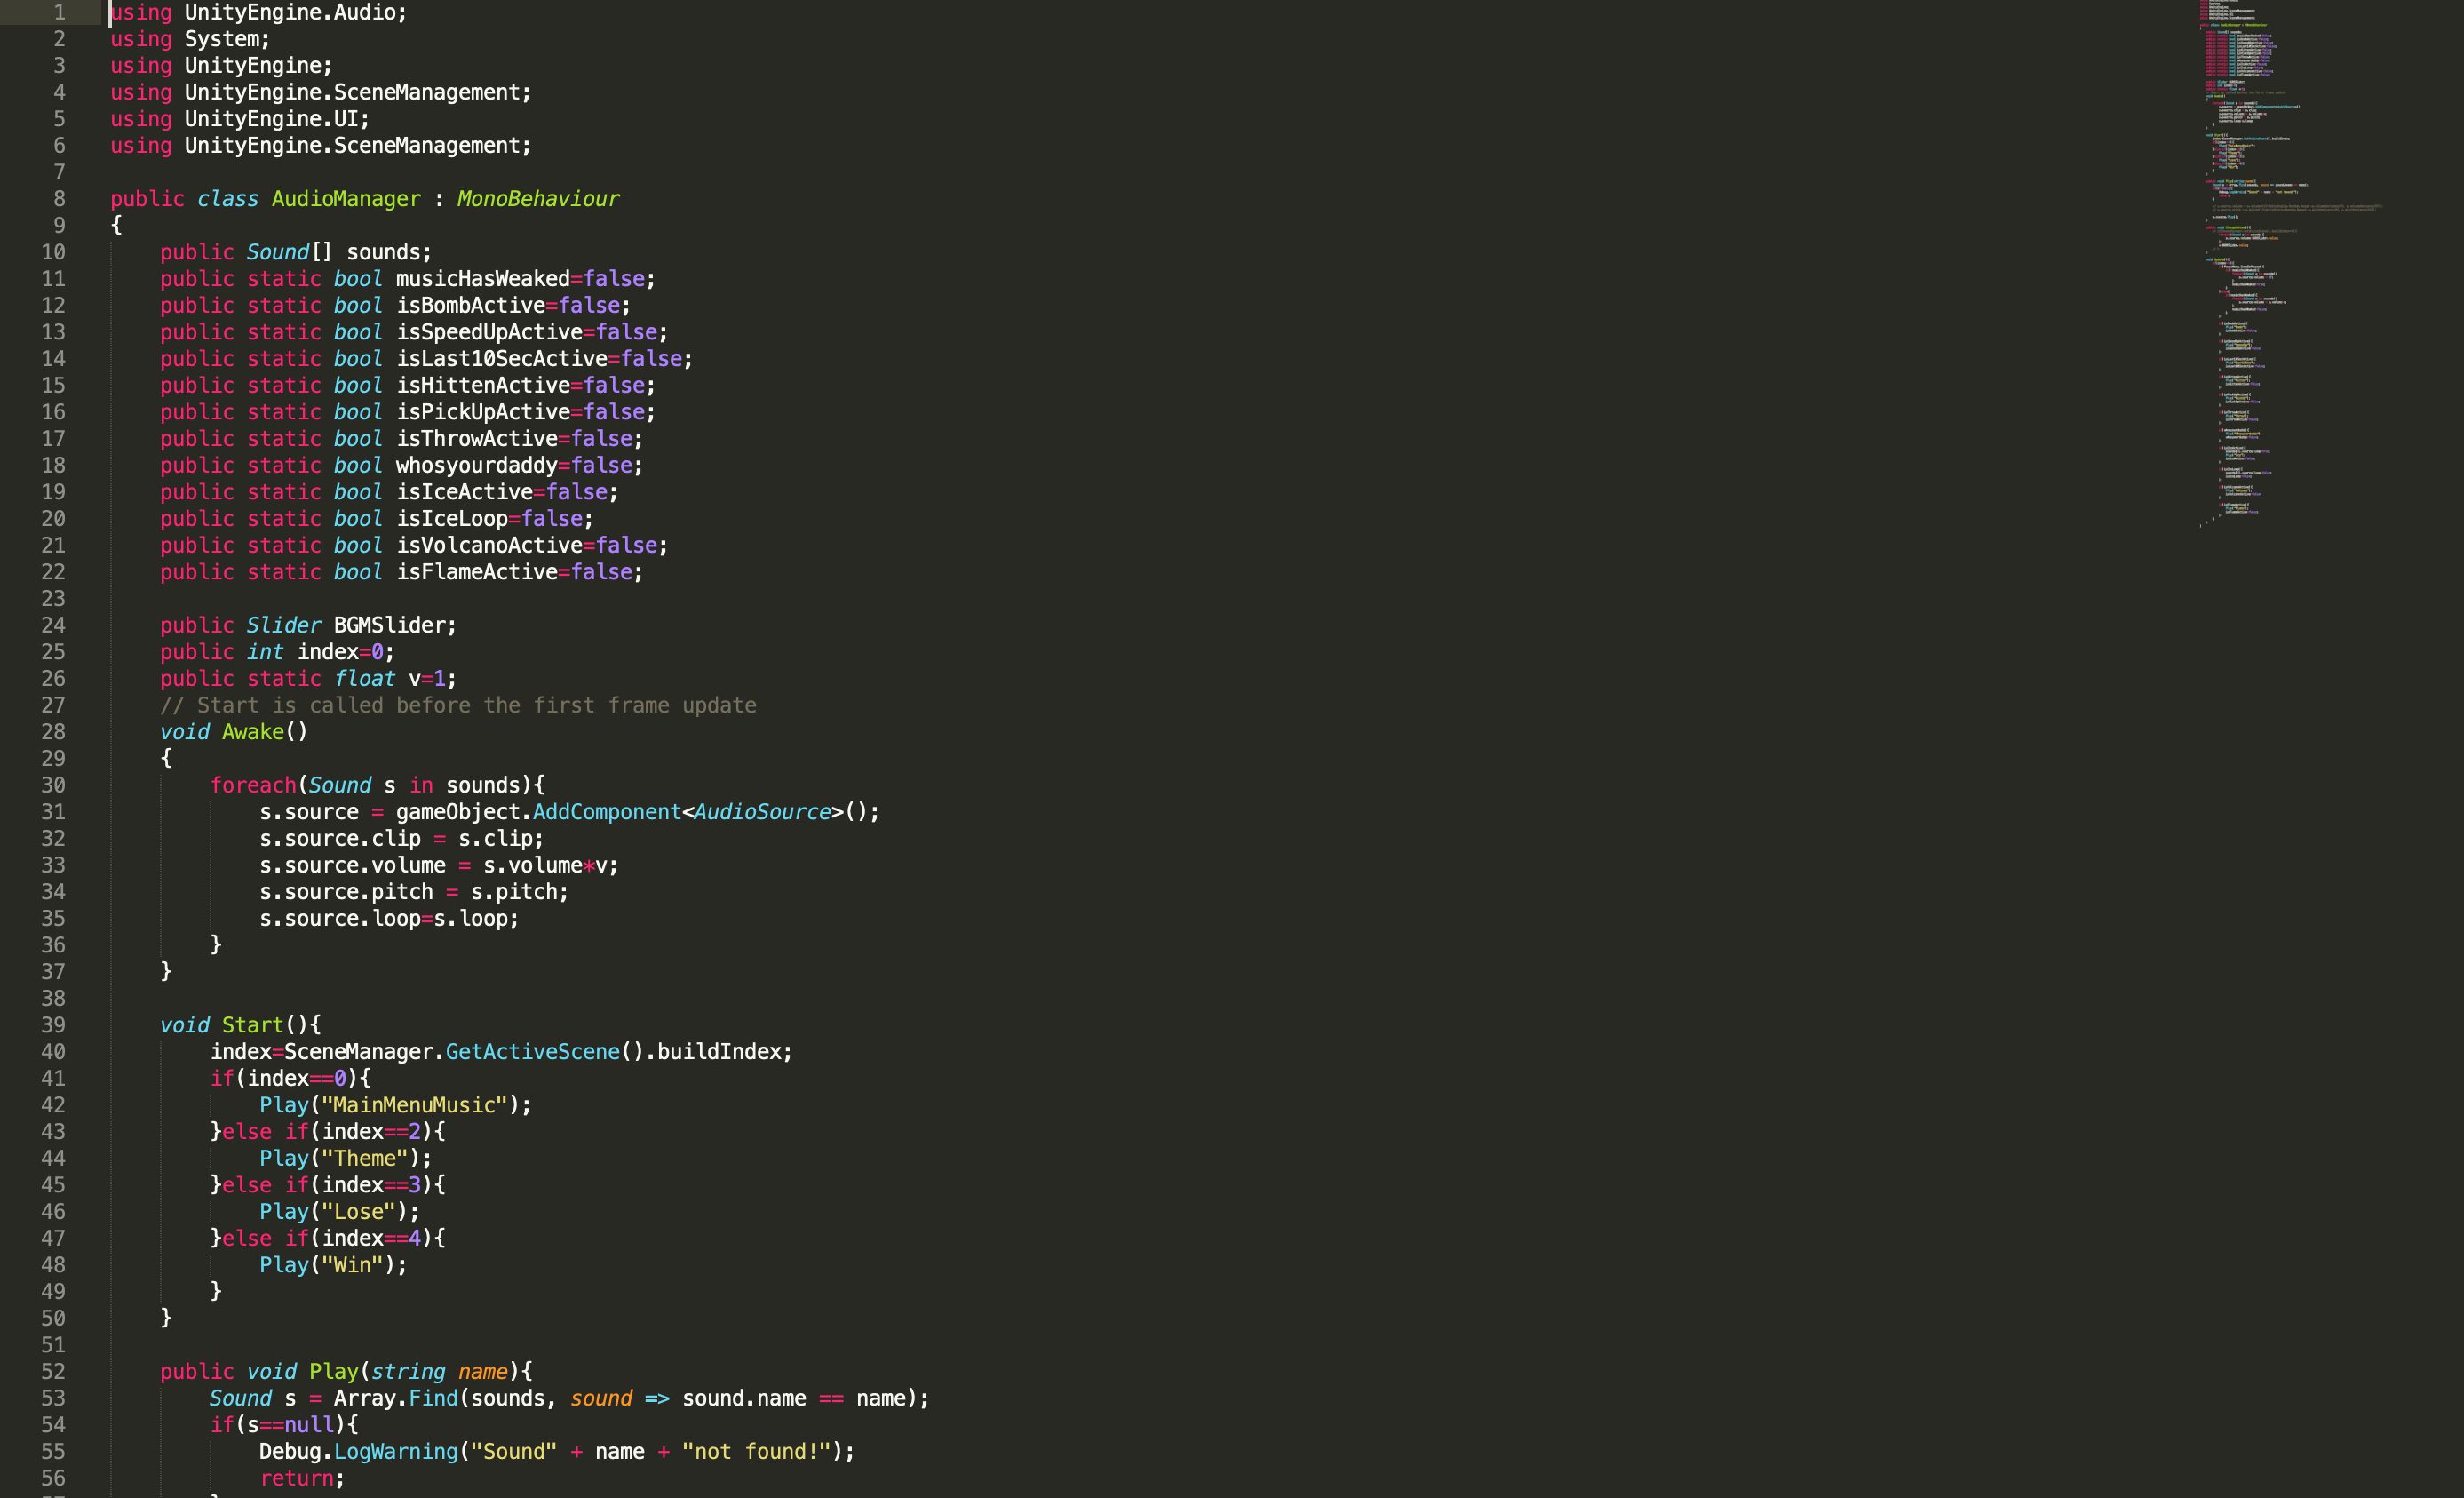 1 using UnityEngine.Audio;
2 using System;
3 using UnityEngine;
4 using UnityEngine.SceneManagement;
5 using UnityEngine.UI;
6 using UnityEngine.SceneManagement;
7
8 public class AudioManager : MonoBehaviour
9 {
10     public Sound[] sounds;
11     public static bool musicHasWeaked=false;
12     public static bool isBombActive=false;
13     public static bool isSpeedUpActive=false;
14     public static bool isLast10SecActive=false;
15     public static bool isHittenActive=false;
16     public static bool isPickUpActive=false;
17     public static bool isThrowActive=false;
18     public static bool whosyourdaddy=false;
19     public static bool isIceActive=false;
20     public static bool isIceLoop=false;
21     public static bool isVolcanoActive=false;
22     public static bool isFlameActive=false;
23
24     public Slider BGMSlider;
25     public int index=0;
26     public static float v=1;
27     // Start is called before the first frame update
28     void Awake()
29     {
30         foreach(Sound s in sounds){
31             s.source = gameObject.AddComponent<AudioSource>();
32             s.source.clip = s.clip;
33             s.source.volume = s.volume*v;
34             s.source.pitch = s.pitch;
35             s.source.loop=s.loop;
36         }
37     }
38
39     void Start(){
40         index=SceneManager.GetActiveScene().buildIndex;
41         if(index==0){
42             Play("MainMenuMusic");
43         }else if(index==2){
44             Play("Theme");
45         }else if(index==3){
46             Play("Lose");
47         }else if(index==4){
48             Play("Win");
49         }
50     }
51
52     public void Play(string name){
53         Sound s = Array.Find(sounds, sound => sound.name == name);
54         if(s==null){
55             Debug.LogWarning("Sound" + name + "not found!");
56             return;